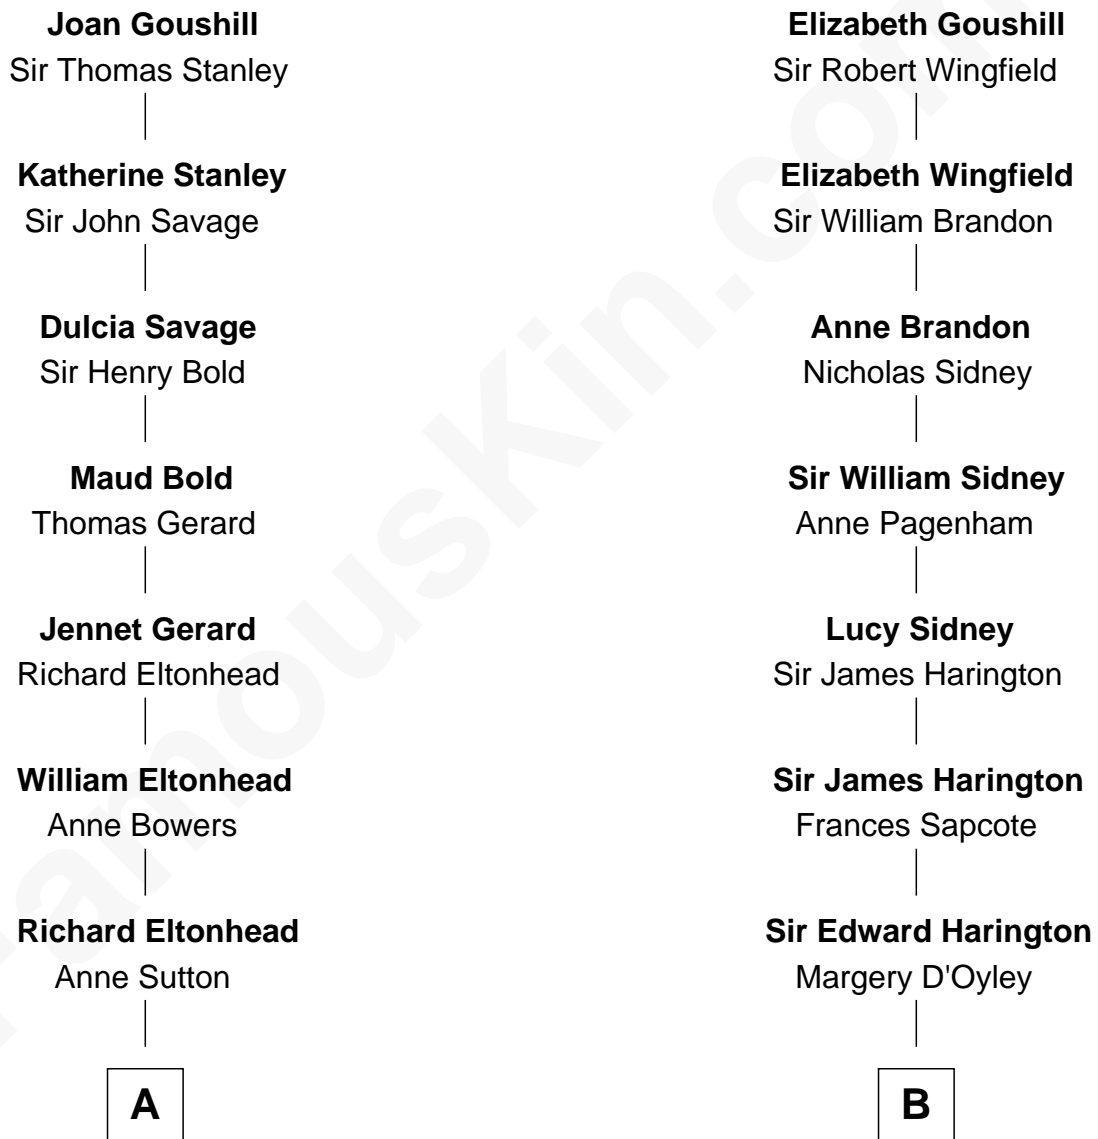 Joan Goushill
Sir Thomas Stanley
Katherine Stanley
Sir John Savage
Dulcia Savage
Sir Henry Bold
Maud Bold
Thomas Gerard
Jennet Gerard
Richard Eltonhead
William Eltonhead
Anne Bowers
Richard Eltonhead
Anne Sutton
A
Elizabeth Goushill
Sir Robert Wingfield
Elizabeth Wingfield
Sir William Brandon
Anne Brandon
Nicholas Sidney
Sir William Sidney
Anne Pagenham
Lucy Sidney
Sir James Harington
Sir James Harington
Frances Sapcote
Sir Edward Harington
Margery D'Oyley
B
FamousKin.com